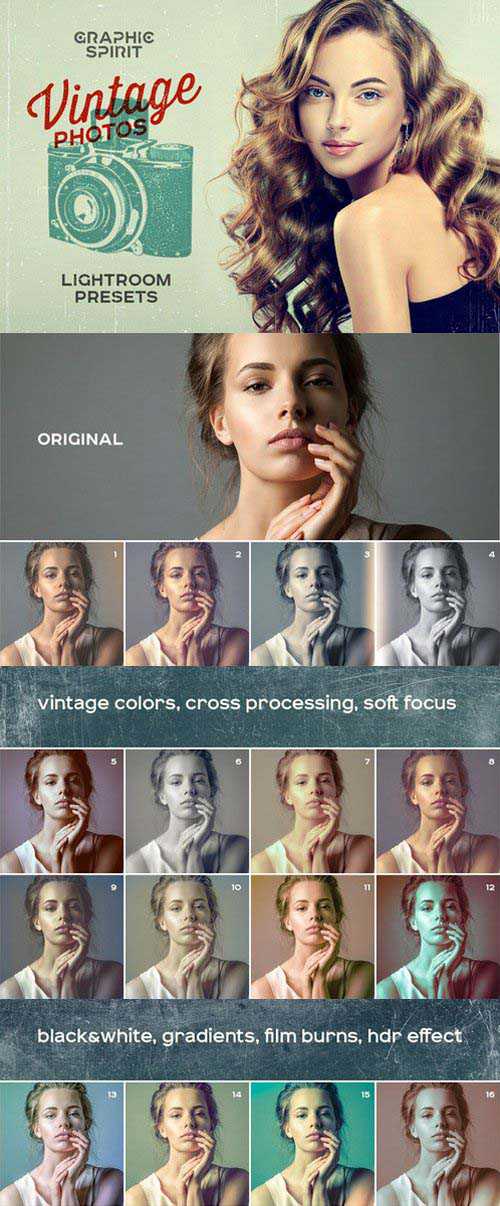 GRAPHIC
SPIRIT
Vintage
PHOTOS
LIGHTROOM
PRESETS
ORIGINAL
1 2 3 4
vintage colors, cross processing, soft focus
5 6 7 8
9 10 11 12
black&white, gradients, film burns, hdr effect
13 14 15 16